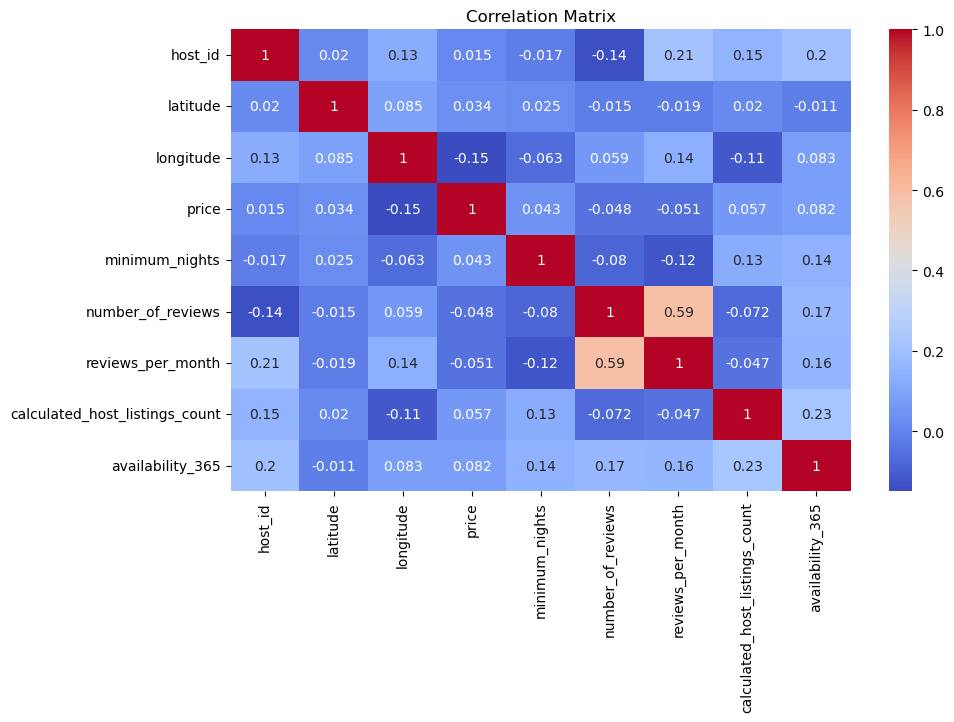 Correlation Matrix
host_id 1 0.02 0.13 0.015 -0.017 -0.14 0.21 0.15 0.2
latitude 0.02 1 0.085 0.034 0.025 -0.015 -0.019 0.02 -0.011
longitude 0.13 0.085 1 -0.15 -0.063 0.059 0.14 -0.11 0.083
price 0.015 0.034 -0.15 1 0.043 -0.048 -0.051 0.057 0.082
minimum_nights -0.017 0.025 -0.063 0.043 1 -0.08 -0.12 0.13 0.14
number_of_reviews -0.14 -0.015 0.059 -0.048 -0.08 1 0.59 -0.072 0.17
reviews_per_month 0.21 -0.019 0.14 -0.051 -0.12 0.59 1 -0.047 0.16
calculated_host_listings_count 0.15 0.02 -0.11 0.057 0.13 -0.072 -0.047 1 0.23
availability_365 0.2 -0.011 0.083 0.082 0.14 0.17 0.16 0.23 1
host_id
latitude
longitude
price
minimum_nights
number_of_reviews
reviews_per_month
calculated_host_listings_count
availability_365
1.0
0.8
0.6
0.4
0.2
0.0